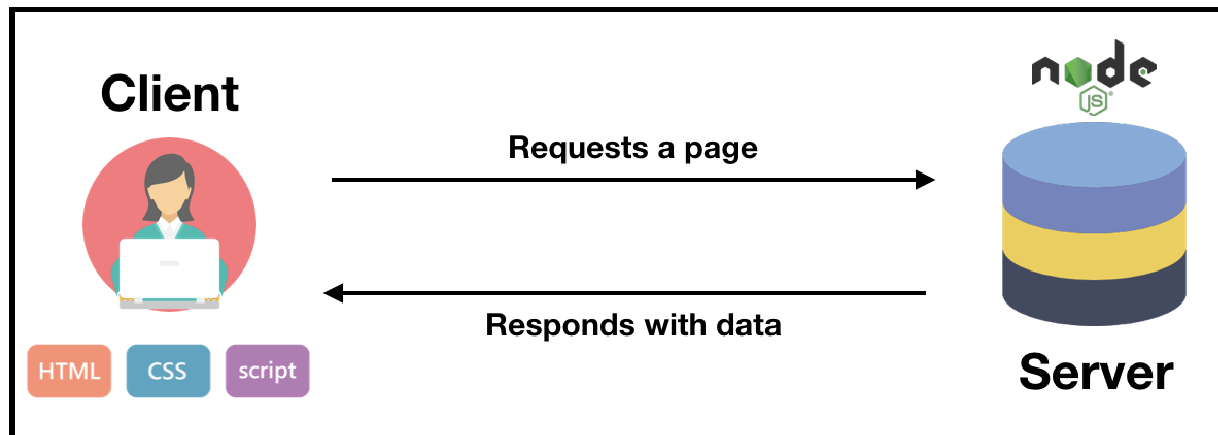 Client
node
JS
Requests a page
Responds with data
HTML
CSS
script
Server